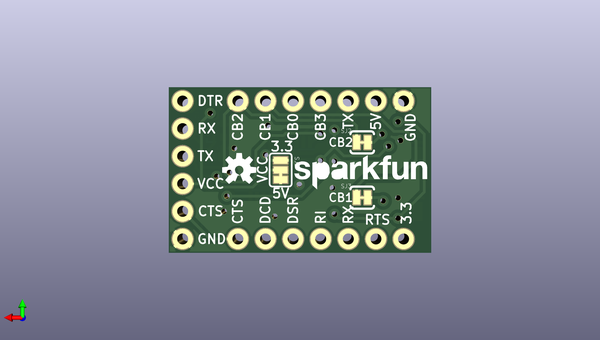 DTR
RX
TX
VCC
CTS
GND
CB2
CB1
CB0
CB3
TX
5V
GND
3.3
VCC
5V
CB2
sparkfun
CB1
CTS
DCD
DSR
RI
RX
RTS
3.3